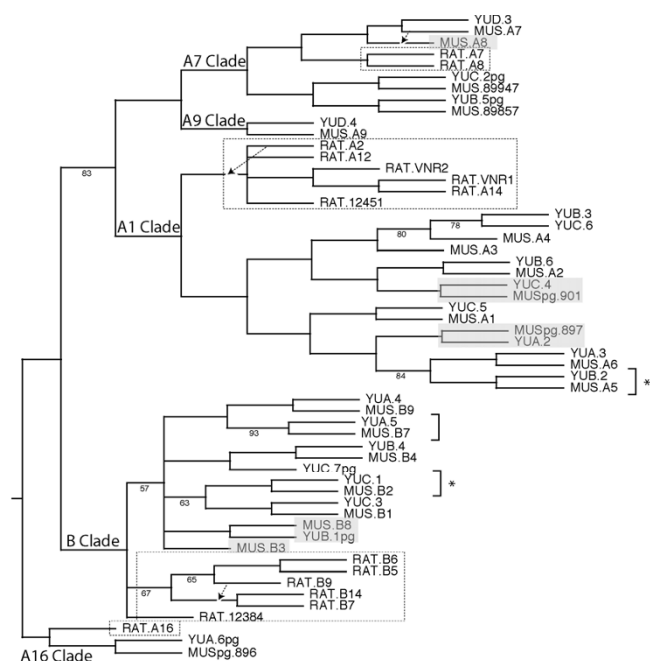 YUD.3
MUS.A7
MUS.A8
RAT.A7
RAT.A8
A7 Clade
YUC.2pg
MUS.89947
YUB.5pg
MUS.89857
A9 Clade
YUD.4
MUS.A9
RAT.A2
RAT.A12
83
RAT.VNR2
RAT.VNR1
RAT.A14
RAT.12451
A1 Clade
YUB.3
78
YUC.6
80
MUS.A4
MUS.A3
YUB.6
MUS.A2
YUC.4
MUSpg.901
YUC.5
MUS.A1
MUSpg.897
YUA.2
YUA.3
MUS.A6
84
YUB.2
MUS.A5
*
YUA.4
MUS.B9
YUA.5
93
MUS.B7
YUB.4
MUS.B4
YUC.7pg
57
YUC.1
MUS.B2
*
63
YUC.3
MUS.B1
MUS.B8
YUB.1pg
B Clade
MUS.B3
RAT.B6
RAT.B5
65
RAT.B9
67
RAT.B14
RAT.B7
RAT.12384
RAT.A16
YUA.6pg
MUSpg.896
A16 Clade